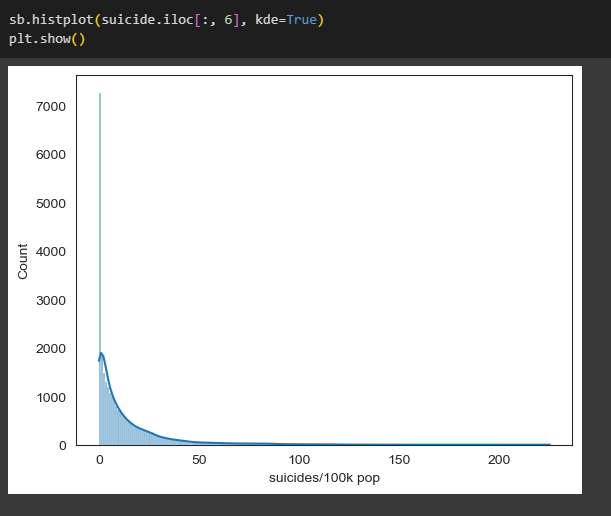 sb.histplot(suicide.iloc[:, 6], kde=True)
plt.show()
7000
6000
5000
4000
3000
2000
1000
0
Count
0 50 100 150 200
suicides/100k pop